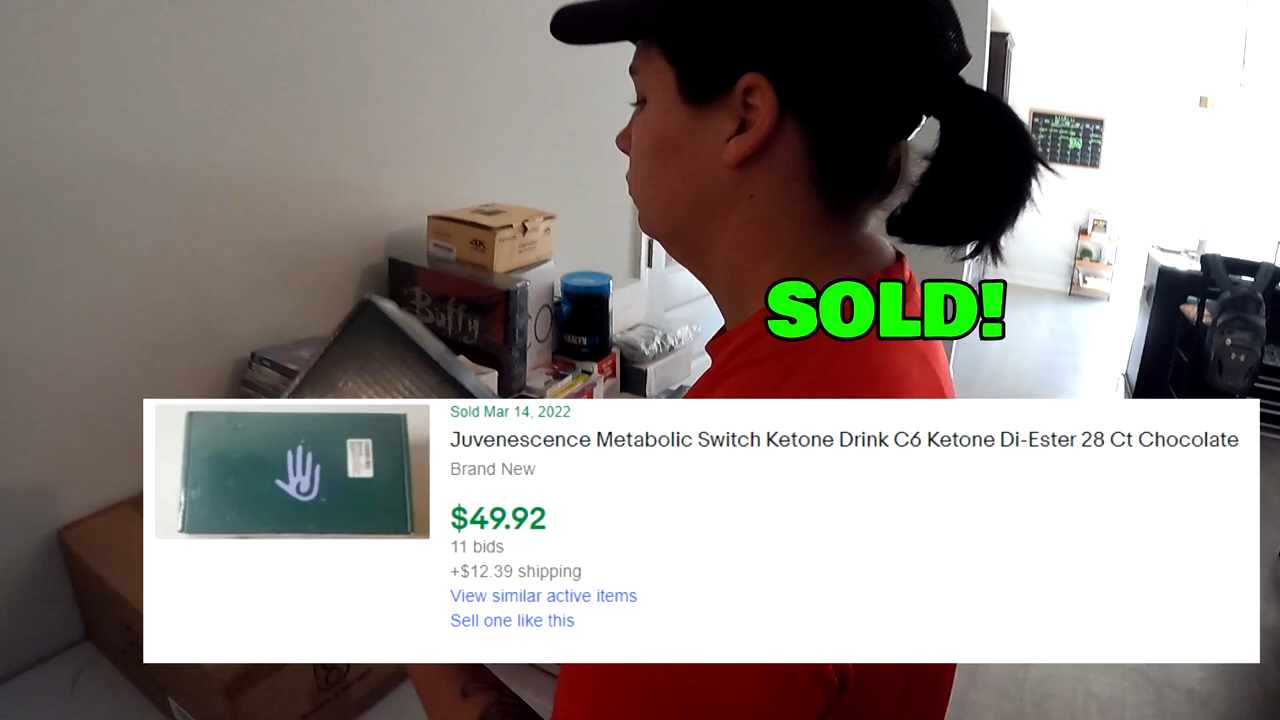 4K
Buffy
SOLD!
Sold Mar 14, 2022
Juvenescence Metabolic Switch Ketone Drink C6 Ketone Di-Ester 28 Ct Chocolate
Brand New
$49.92
11 bids
+$12.39 shipping
View similar active items
Sell one like this